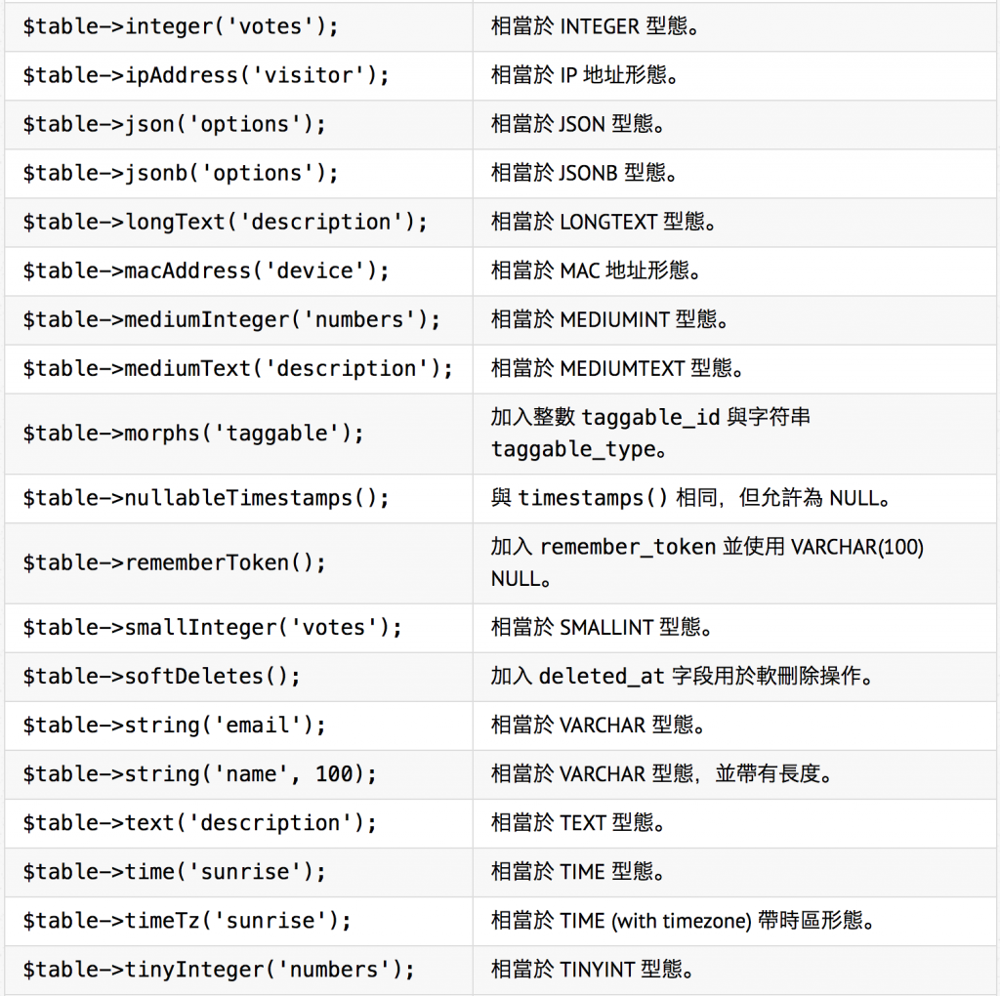 $table->integer('votes'); 相當於 INTEGER 型態。
$table->ipAddress('visitor'); 相當於 IP 地址形態。
$table->json('options'); 相當於 JSON 型態。
$table->jsonb('options'); 相當於 JSONB 型態。
$table->longText('description'); 相當於 LONGTEXT 型態。
$table->macAddress('device'); 相當於 MAC 地址形態。
$table->mediumInteger('numbers'); 相當於 MEDIUMINT 型態。
$table->mediumText('description'); 相當於 MEDIUMTEXT 型態。
$table->morphs('taggable'); 加入整數 taggable_id 與字符串
taggable_type。
$table->nullableTimestamps(); 與 timestamps() 相同，但允許為 NULL。
$table->rememberToken(); 加入 remember_token 並使用 VARCHAR(100)
NULL。
$table->smallInteger('votes'); 相當於 SMALLINT 型態。
$table->softDeletes(); 加入 deleted_at 字段用於軟刪除操作。
$table->string('email'); 相當於 VARCHAR 型態。
$table->string('name', 100); 相當於 VARCHAR 型態，並帶有長度。
$table->text('description'); 相當於 TEXT 型態。
$table->time('sunrise'); 相當於 TIME 型態。
$table->timeTz('sunrise'); 相當於 TIME (with timezone) 帶時區形態。
$table->tinyInteger('numbers'); 相當於 TINYINT 型態。